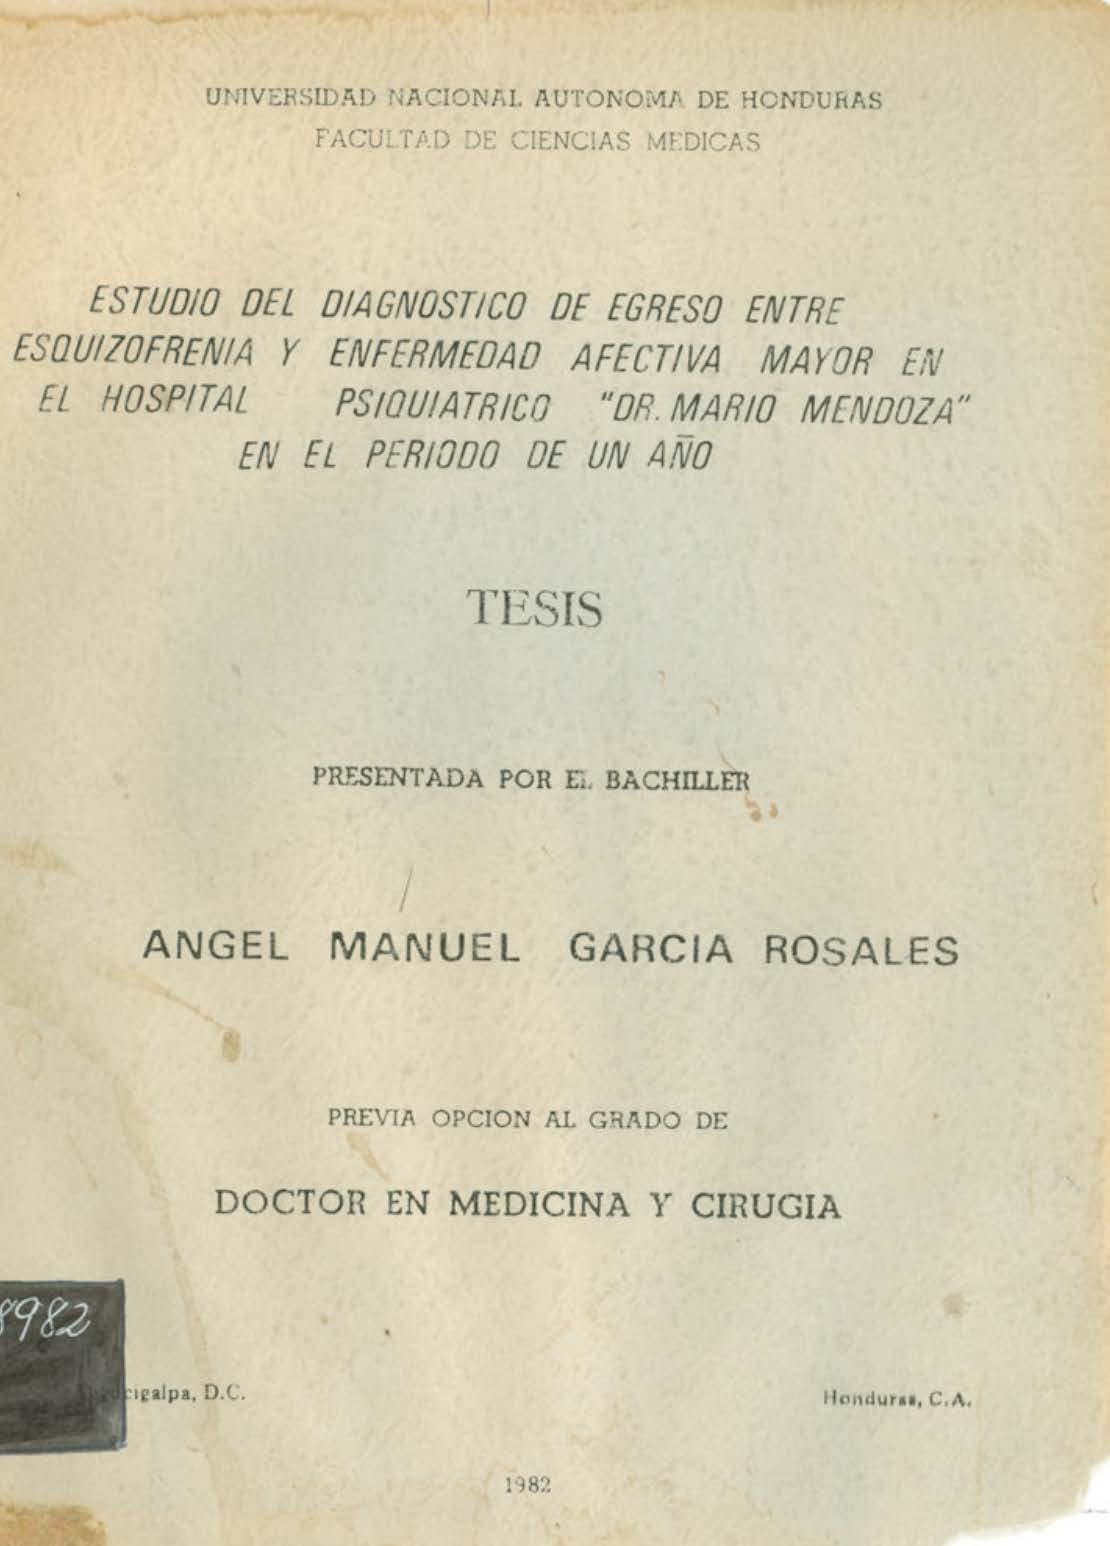 UNIVERSIDAD NACIONAL AUTONOMA DE HONDURAS
FACULTAD DE CIENCIAS MEDICAS
ESTUDIO DEL DIAGNOSTICO DE EGRESO ENTRE
ESQUIZOFRENIA Y ENFERMEDAD AFECTIVA MAYOR EN
EL HOSPITAL PSIQUIATRICO "DR. MARIO MENDOZA"
EN EL PERIODO DE UN AÑO
TESIS
PRESENTADA POR EL BACHILLER
ANGEL MANUEL GARCIA ROSALES
PREVIA OPCION AL GRADO DE
DOCTOR EN MEDICINA Y CIRUGIA
8982
cigalpa, D.C.
Honduras, C.A.
1982